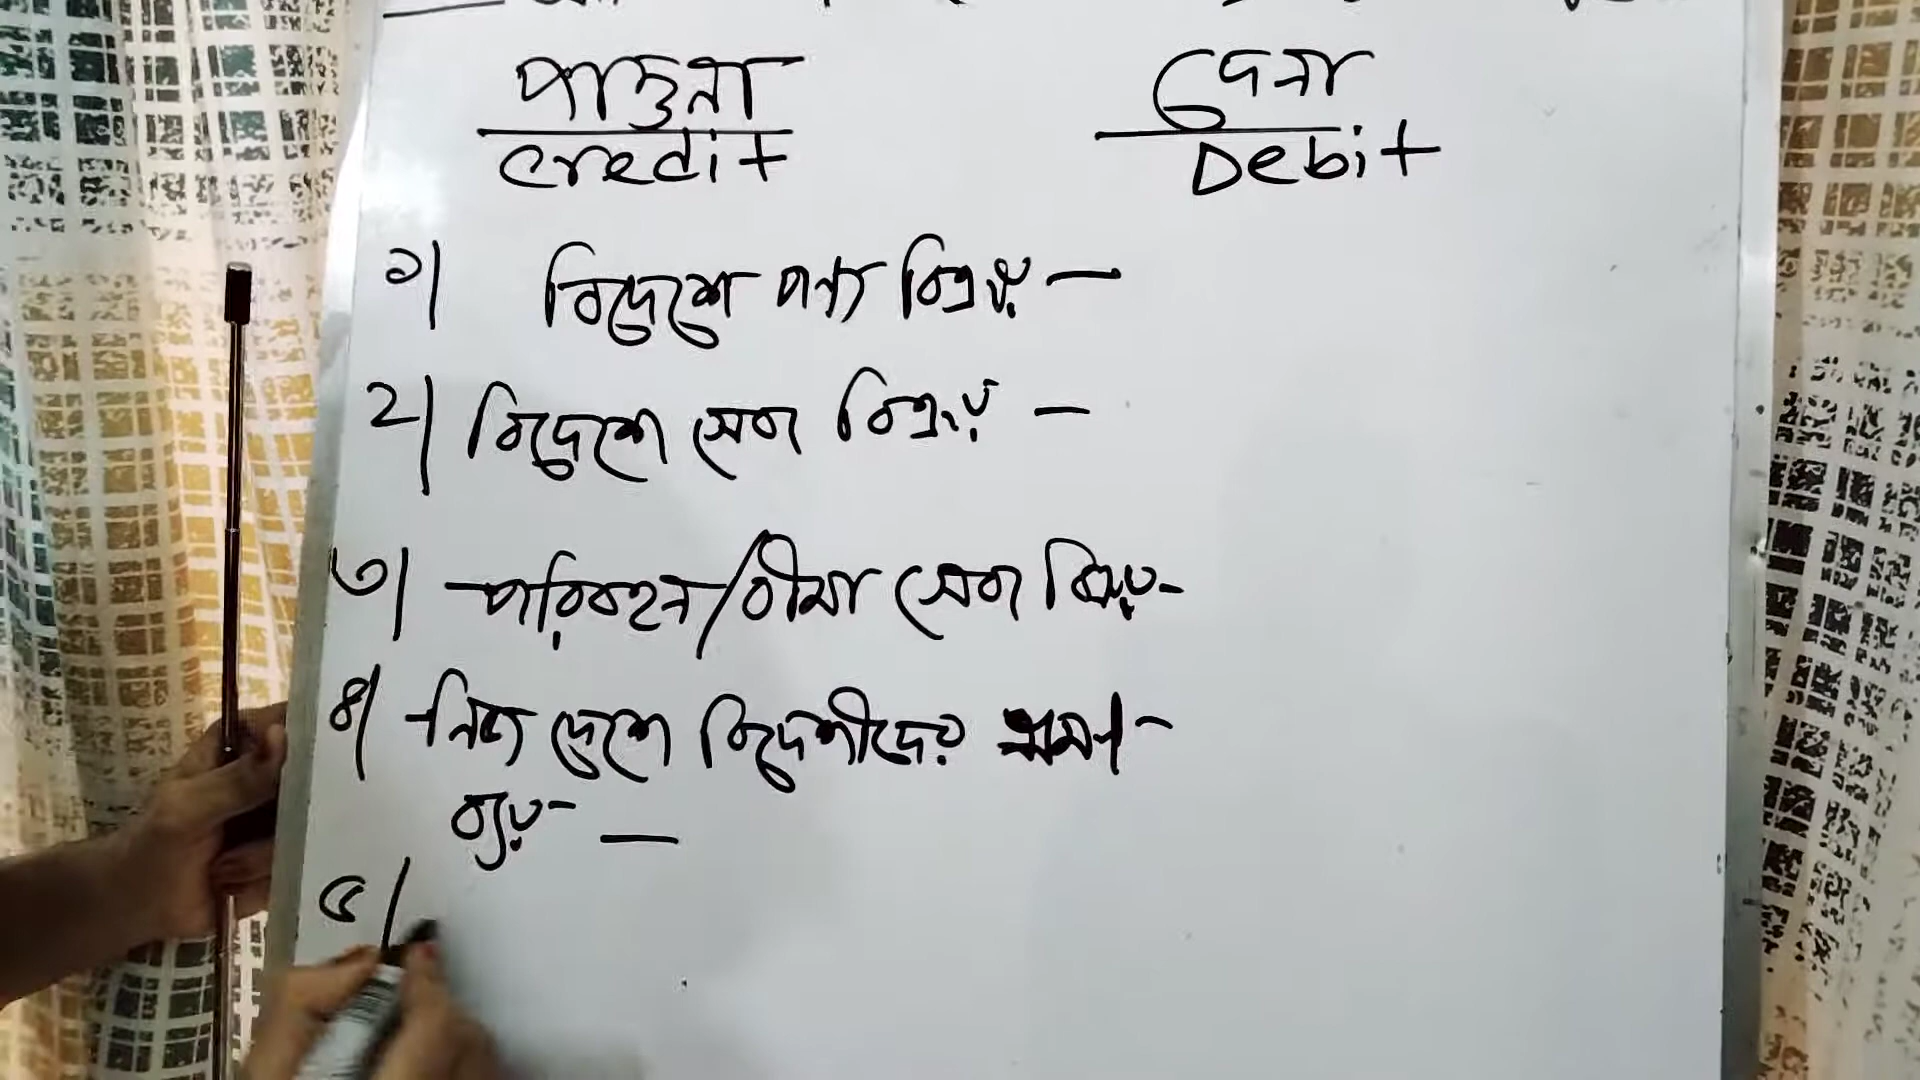 পাওনা দেনা
Credit Debit
১| বিদেশে পণ্য বিক্রয় —
২| বিদেশে সেবা বিক্রয় —
৩| পরিবহন/বীমা সেবা বিক্রয় -
৪| নিজ দেশে বিদেশীদের ভ্রমণ -
ব্যয় - —
৫|